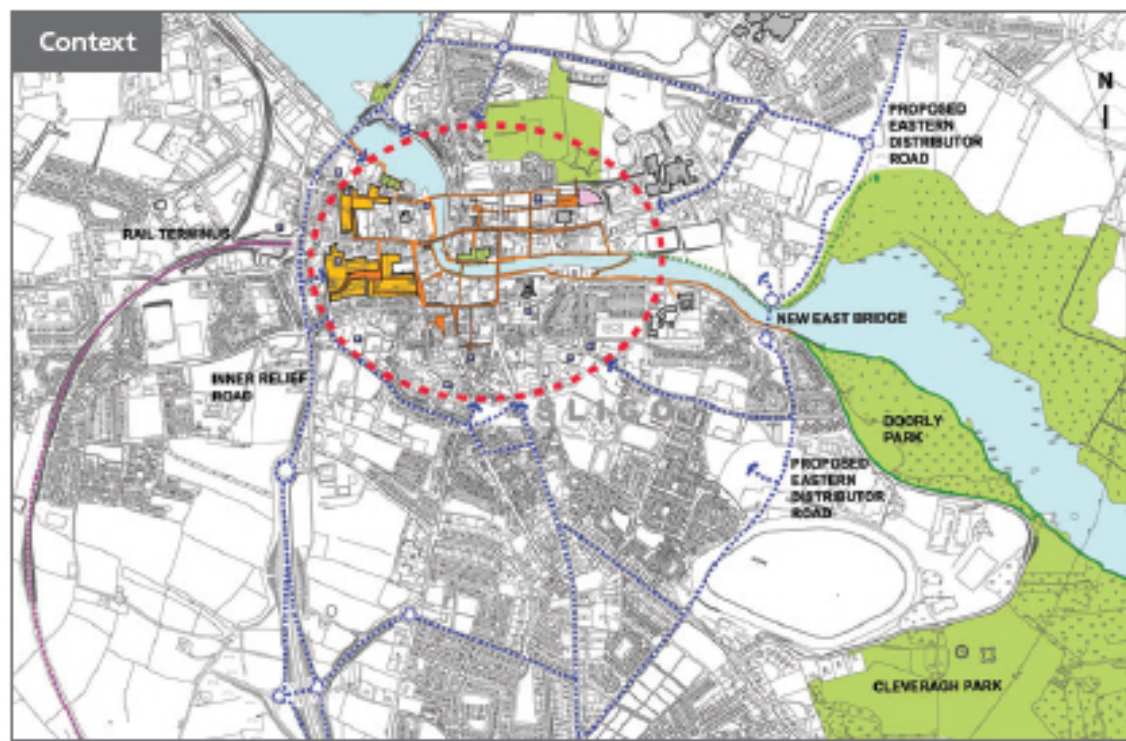 Context
N
PROPOSED
EASTERN
DISTRIBUTOR
ROAD
RAIL TERMINUS
NEW EAST BRIDGE
INNER RELIEF
ROAD
SLIGO
DOORLY
PARK
PROPOSED
EASTERN
DISTRIBUTOR
ROAD
CLEVERAGH PARK